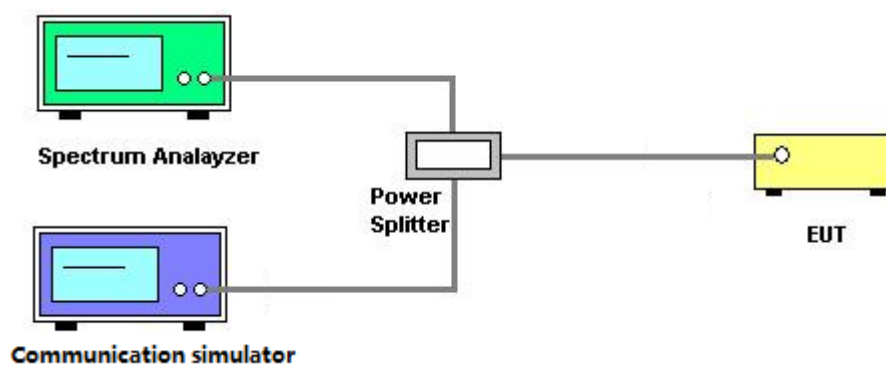 Spectrum Analayzer
Power
Splitter
EUT
Communication simulator